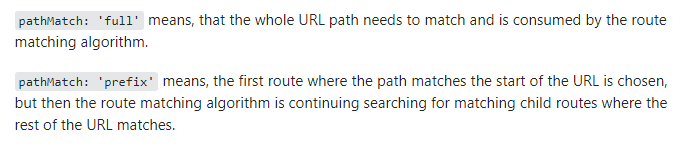 pathMatch: 'full' means, that the whole URL path needs to match and is consumed by the route
matching algorithm.
pathMatch: 'prefix' means, the first route where the path matches the start of the URL is chosen,
but then the route matching algorithm is continuing searching for matching child routes where the
rest of the URL matches.